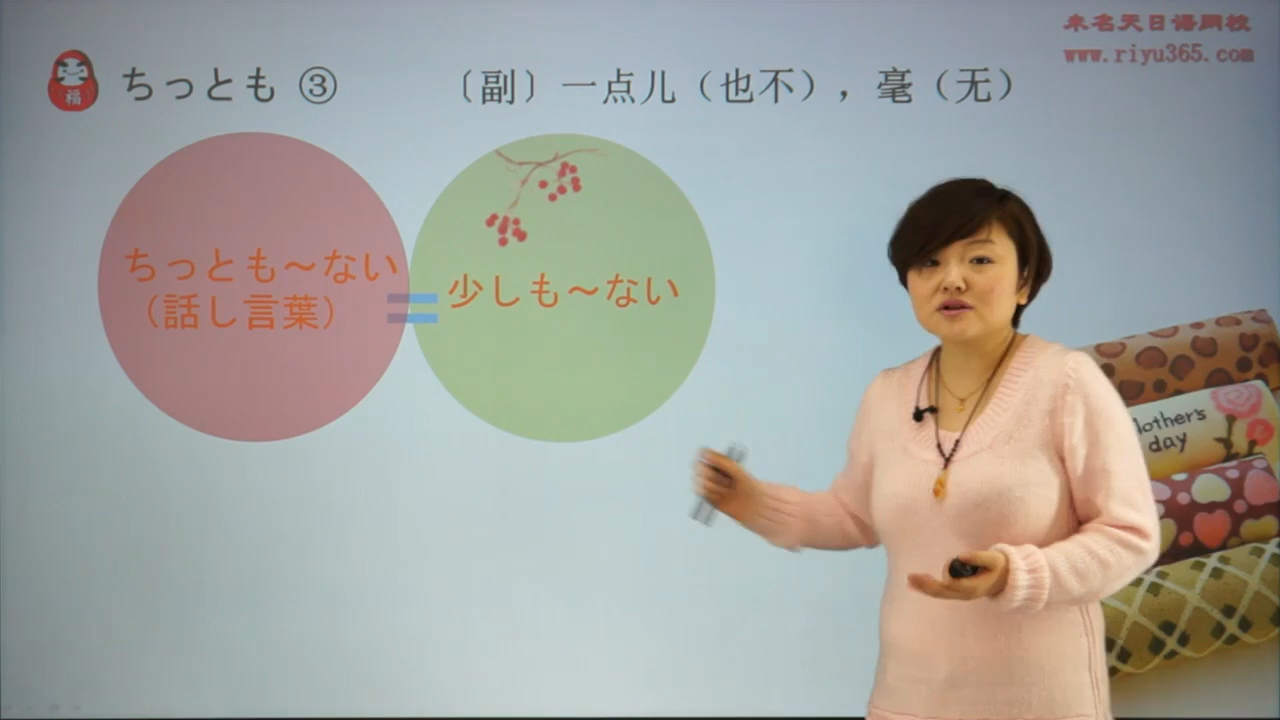 未名天日语网校
www.riyu365.com
福
ちっとも ③ 〔副〕一点儿（也不），毫（无）
ちっとも～ない
（話し言葉）
=
少しも～ない
Mother's
day